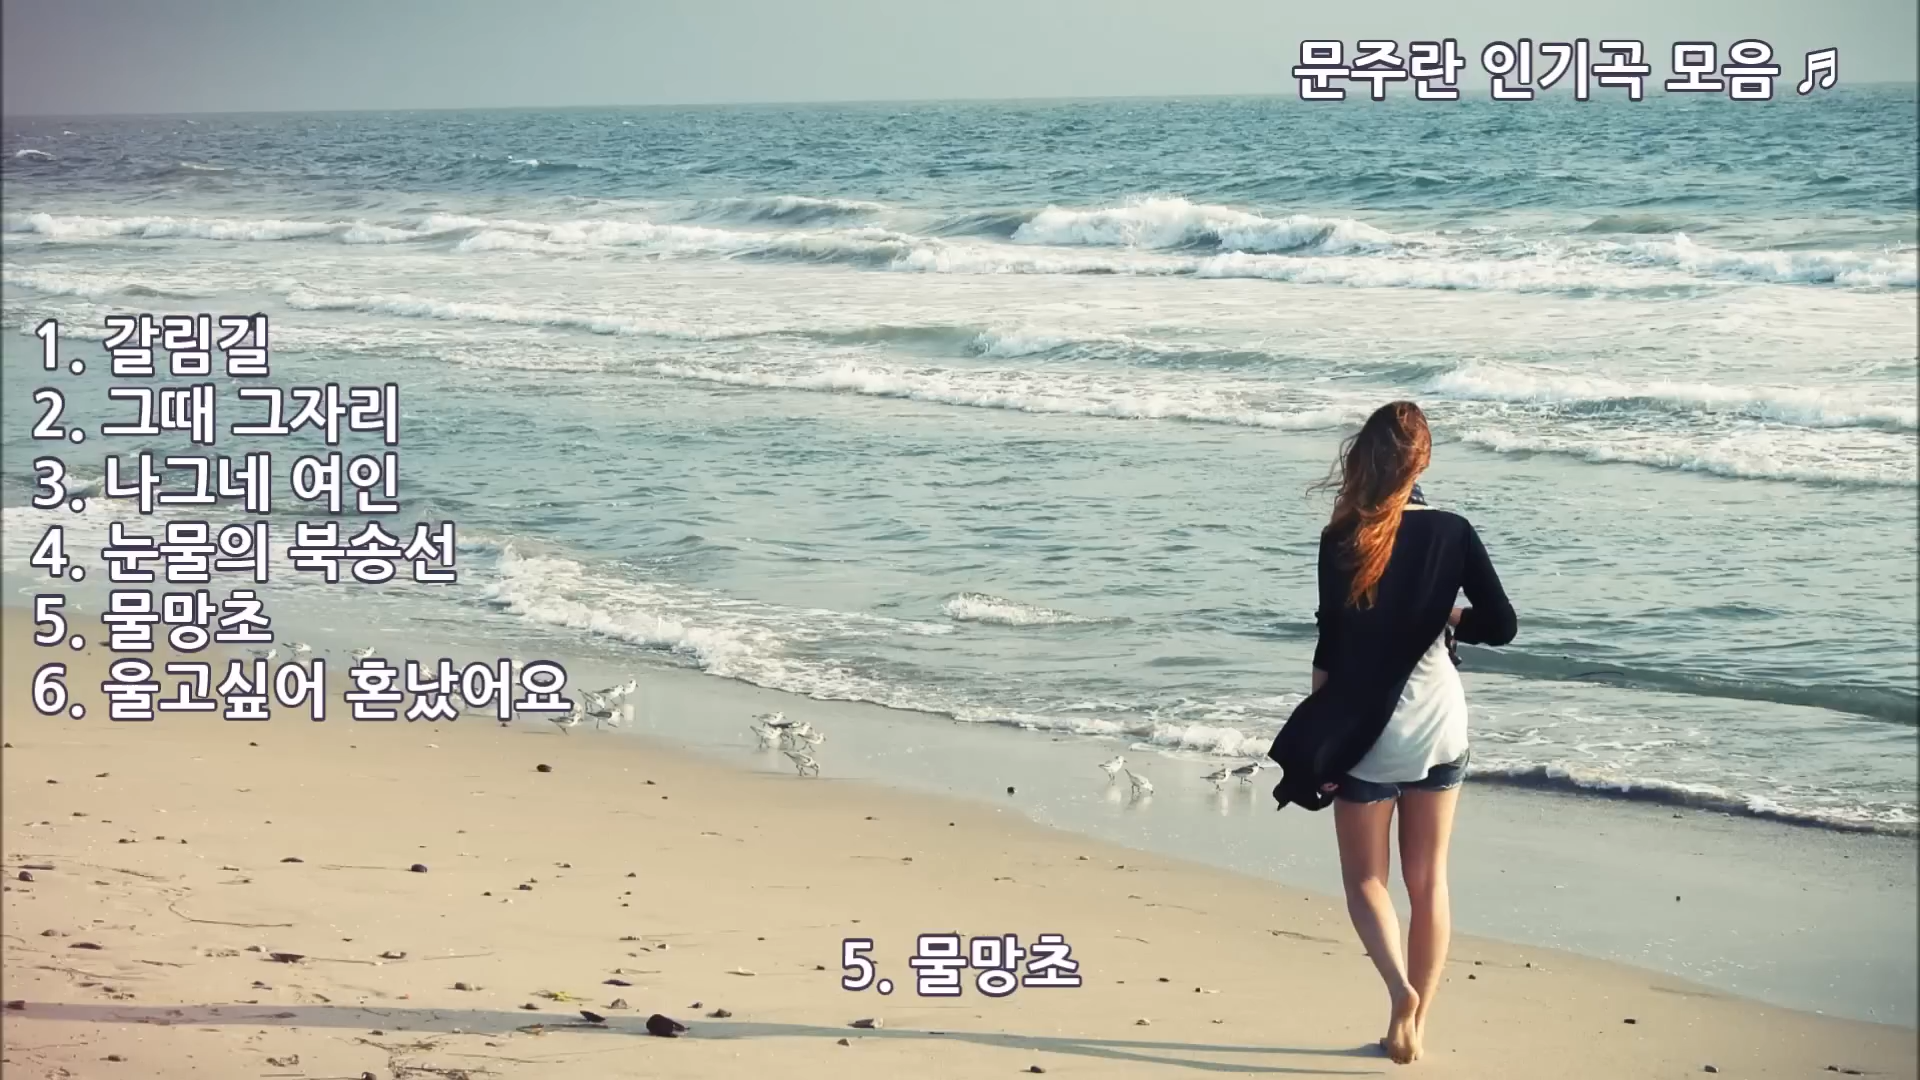 문주란 인기곡 모음 ♬
1. 갈림길
2. 그때 그자리
3. 나그네 여인
4. 눈물의 북송선
5. 물망초
6. 울고싶어 혼났어요
5. 물망초